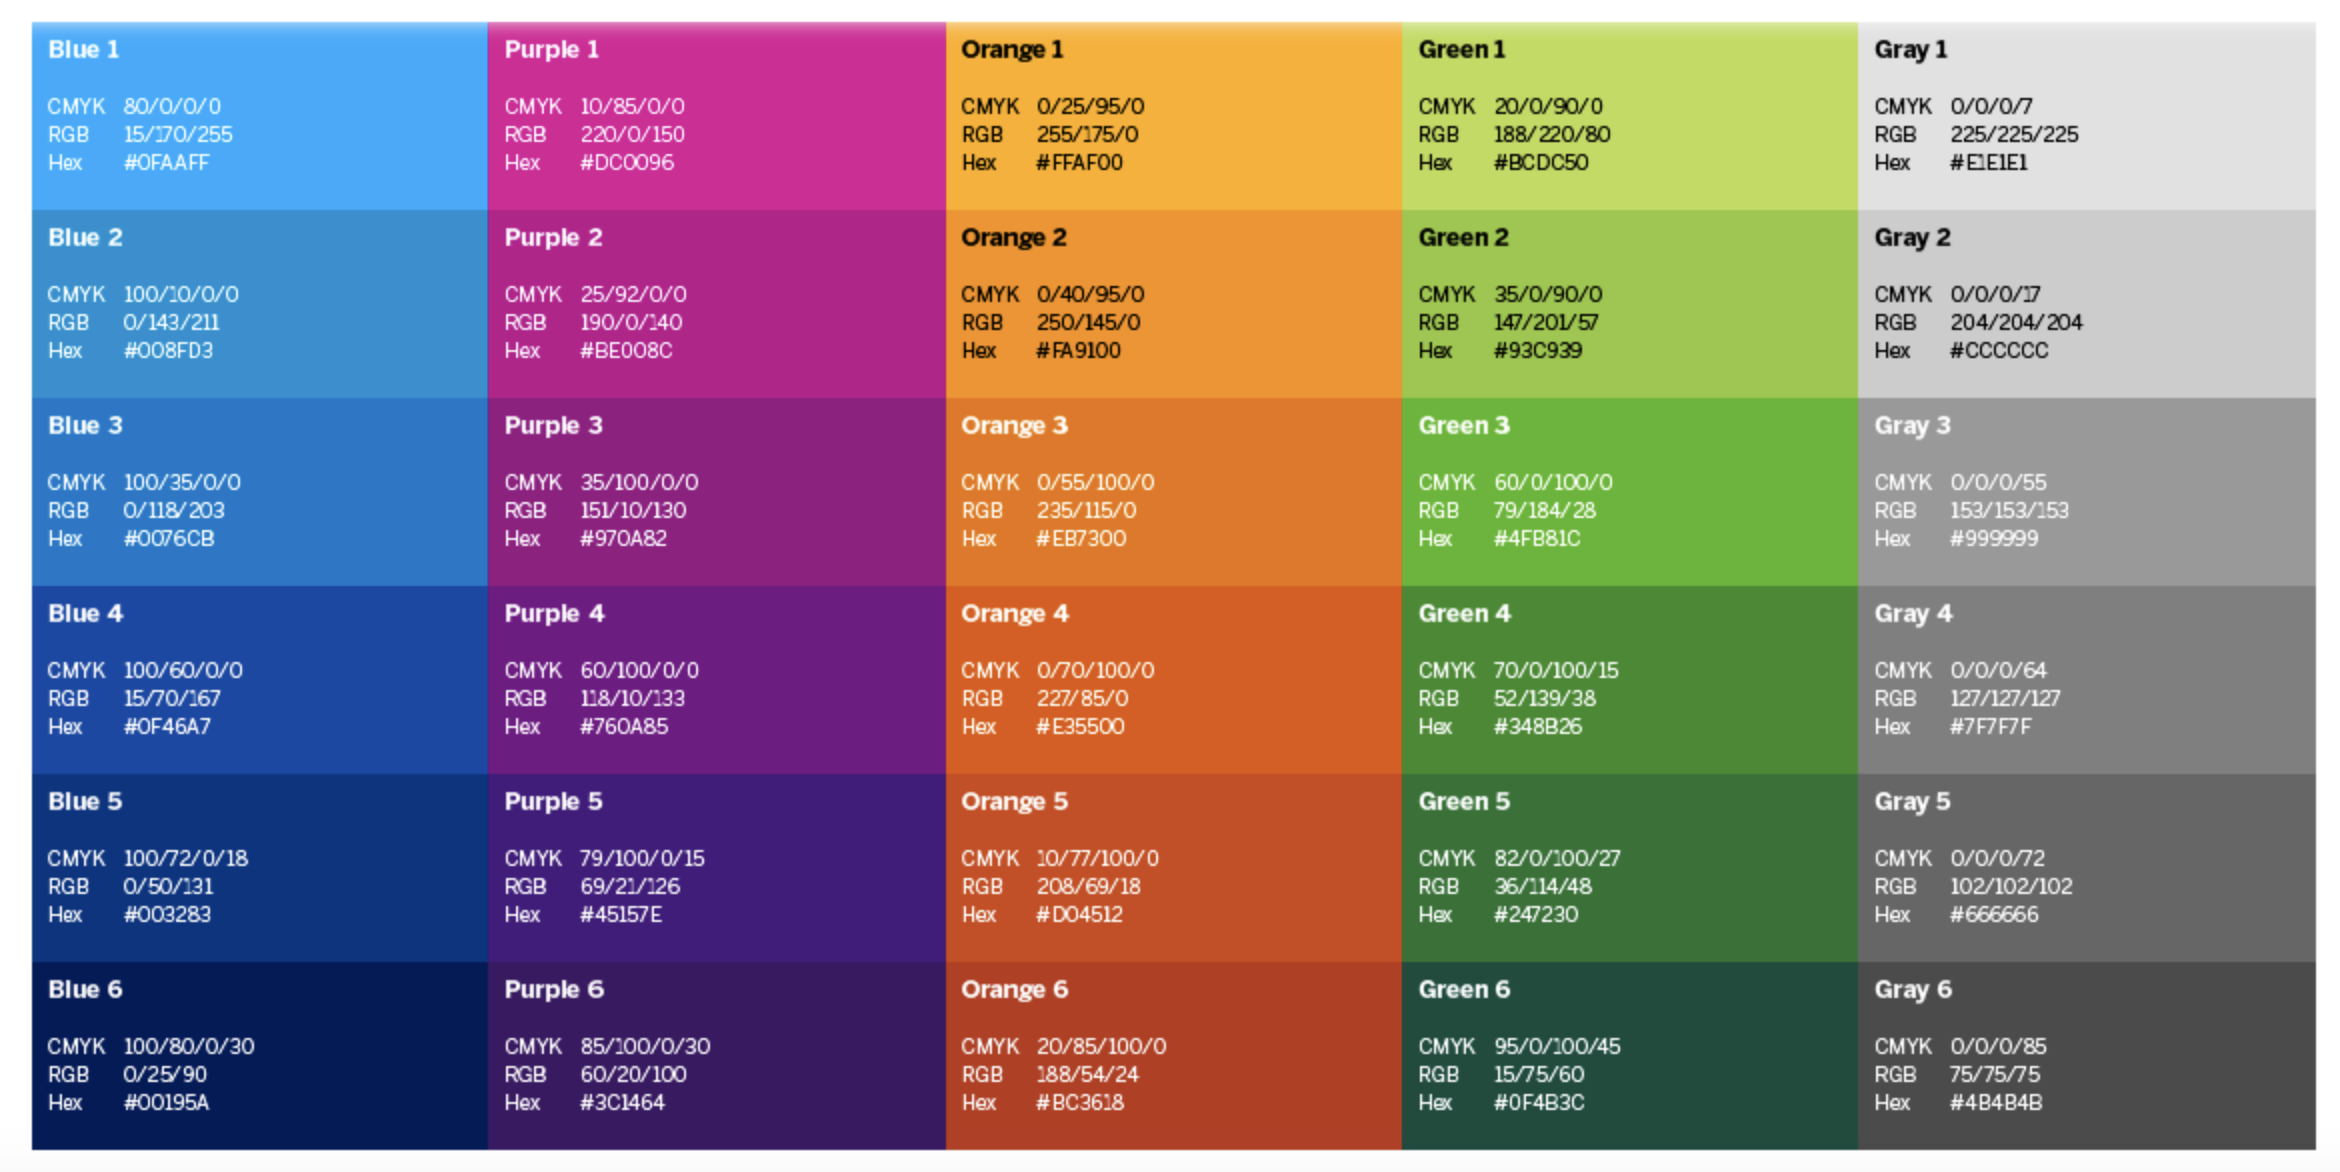 Blue 1
CMYK 80/0/0/0
RGB 15/170/255
Hex #0FAAFF
Purple 1
CMYK 10/85/0/0
RGB 220/0/150
Hex #DC0096
Orange 1
CMYK 0/25/95/0
RGB 255/175/0
Hex #FFAF00
Green 1
CMYK 20/0/90/0
RGB 188/220/80
Hex #BCDC50
Gray 1
CMYK 0/0/0/7
RGB 225/225/225
Hex #E1E1E1
Blue 2
CMYK 100/10/0/0
RGB 0/143/211
Hex #008FD3
Purple 2
CMYK 25/92/0/0
RGB 190/0/140
Hex #BE008C
Orange 2
CMYK 0/40/95/0
RGB 250/145/0
Hex #FA9100
Green 2
CMYK 35/0/90/0
RGB 147/201/57
Hex #93C939
Gray 2
CMYK 0/0/0/17
RGB 204/204/204
Hex #CCCCCC
Blue 3
CMYK 100/35/0/0
RGB 0/118/203
Hex #0076CB
Purple 3
CMYK 35/100/0/0
RGB 151/10/130
Hex #970A82
Orange 3
CMYK 0/55/100/0
RGB 235/115/0
Hex #EB7300
Green 3
CMYK 60/0/100/0
RGB 79/184/28
Hex #4FB81C
Gray 3
CMYK 0/0/0/55
RGB 153/153/153
Hex #999999
Blue 4
CMYK 100/60/0/0
RGB 15/70/167
Hex #0F46A7
Purple 4
CMYK 60/100/0/0
RGB 118/10/133
Hex #760A85
Orange 4
CMYK 0/70/100/0
RGB 227/85/0
Hex #E35500
Green 4
CMYK 70/0/100/15
RGB 52/139/38
Hex #348B26
Gray 4
CMYK 0/0/0/64
RGB 127/127/127
Hex #7F7F7F
Blue 5
CMYK 100/72/0/18
RGB 0/50/131
Hex #003283
Purple 5
CMYK 79/100/0/15
RGB 69/21/126
Hex #45157E
Orange 5
CMYK 10/77/100/0
RGB 208/69/18
Hex #D04512
Green 5
CMYK 82/0/100/27
RGB 36/114/48
Hex #247230
Gray 5
CMYK 0/0/0/72
RGB 102/102/102
Hex #666666
Blue 6
CMYK 100/80/0/30
RGB 0/25/90
Hex #00195A
Purple 6
CMYK 85/100/0/30
RGB 60/20/100
Hex #3C1464
Orange 6
CMYK 20/85/100/0
RGB 188/54/24
Hex #BC3618
Green 6
CMYK 95/0/100/45
RGB 15/75/60
Hex #0F4B3C
Gray 6
CMYK 0/0/0/85
RGB 75/75/75
Hex #4B4B4B